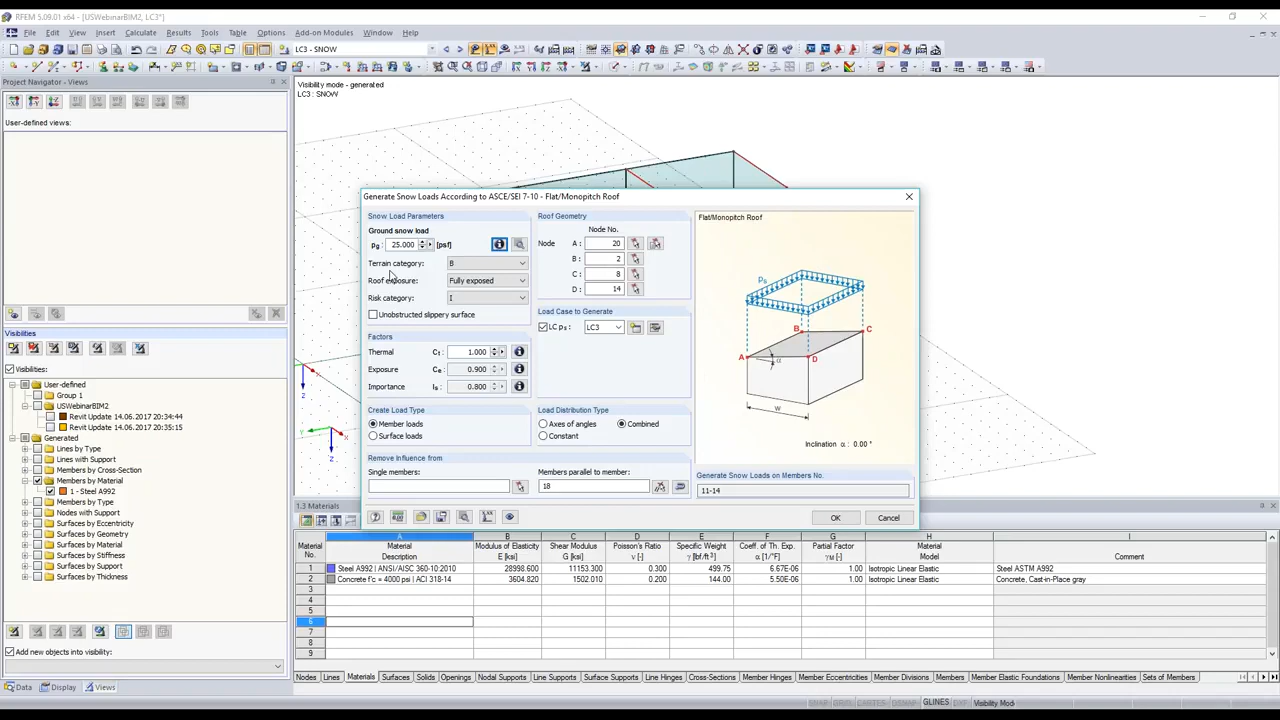 RFEM 5.09.01 x64 - [USWebinarBIM2, LC3*]
File Edit View Insert Calculate Results Tools Table Options Add-on Modules Window Help
LC3 - SNOW
Project Navigator - Views
User-defined views:
Visibilities
Visibilities:
User-defined
Group 1
USWebinarBIM2
Revit Update 14.06.2017 20:34:44
Revit Update 14.06.2017 20:35:15
Generated
Lines by Type
Lines with Support
Members by Cross-Section
Members by Material
1 - Steel A992
Members by Type
Nodes with Support
Surfaces by Eccentricity
Surfaces by Geometry
Surfaces by Material
Surfaces by Stiffness
Surfaces by Support
Surfaces by Thickness
Add new objects into visibility:
Data Display Views
Visibility mode - generated
LC3 : SNOW
Generate Snow Loads According to ASCE/SEI 7-10 - Flat/Monopitch Roof
Snow Load Parameters
Ground snow load
pg : 25.000 [psf]
Terrain category: B
Roof exposure: Fully exposed
Risk category: I
Unobstructed slippery surface
Factors
Thermal Ct : 1.000
Exposure Ce : 0.900
Importance Is : 0.800
Create Load Type
Member loads
Surface loads
Remove Influence from
Single members:
Roof Geometry
Node No.
Node A : 20
B : 2
C : 8
D : 14
Load Case to Generate
LC ps : LC3
Load Distribution Type
Axes of angles Combined
Constant
Members parallel to member:
18
Flat/Monopitch Roof
ps
B
C
A
α
D
w
Inclination α : 0.00 °
Generate Snow Loads on Members No.
11-14
OK Cancel
X
Z
Y
X
Z
1.3 Materials
A B C D E F G H I
Material No. Material Description Modulus of Elasticity E [ksi] Shear Modulus G [ksi] Poisson's Ratio ν [-] Specific Weight γ [lbf/ft³] Coeff. of Th. Exp. α [1/°F] Partial Factor γM [-] Material Model Comment
1 Steel A992 | ANSI/AISC 360-10:2010 28998.600 11153.300 0.300 499.75 6.67E-06 1.00 Isotropic Linear Elastic Steel ASTM A992
2 Concrete f'c = 4000 psi | ACI 318-14 3604.820 1502.010 0.200 144.00 5.50E-06 1.00 Isotropic Linear Elastic Concrete, Cast-in-Place gray
3
4
5
6
7
8
9
Nodes Lines Materials Surfaces Solids Openings Nodal Supports Line Supports Surface Supports Line Hinges Cross-Sections Member Hinges Member Eccentricities Member Divisions Members Member Elastic Foundations Member Nonlinearities Sets of Members
SNAP GRID CARTES OSNAP GLINES DXF Visibility Mod